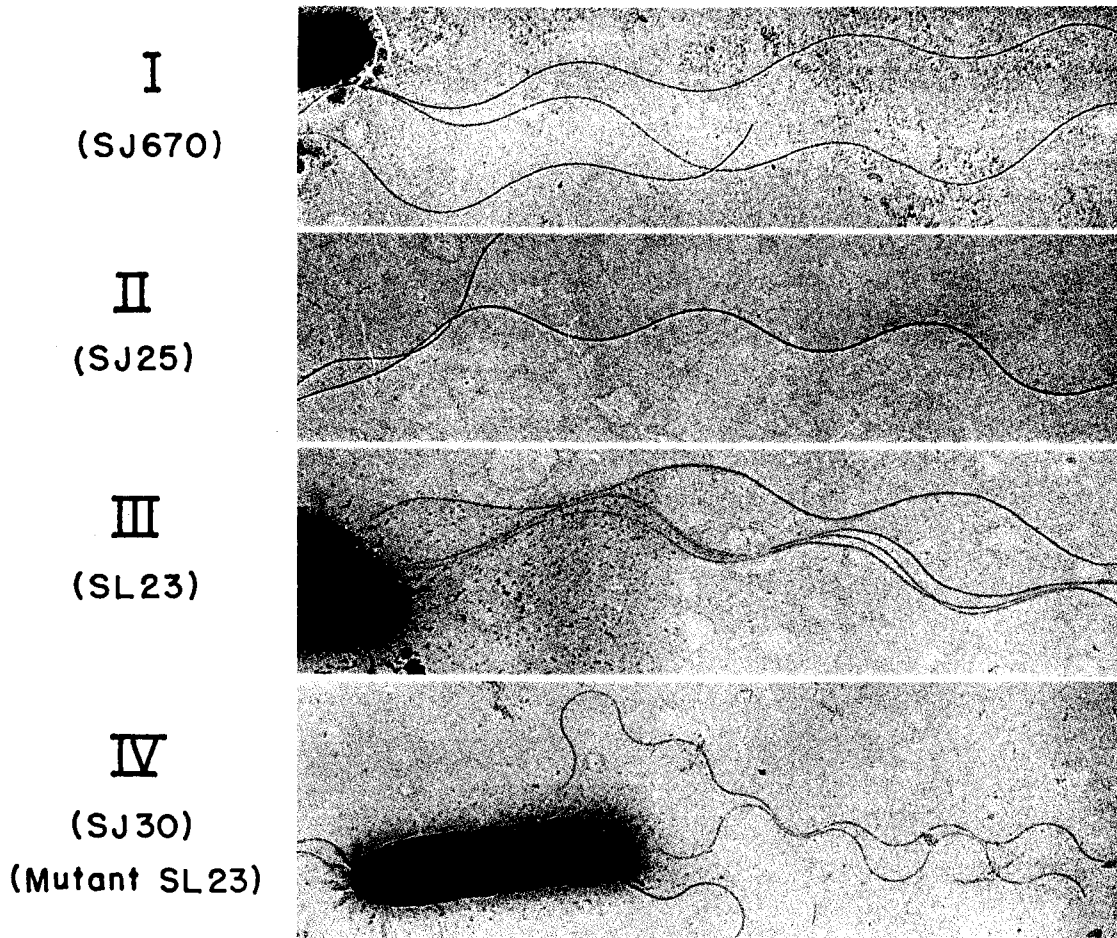 I
(SJ670)
II
(SJ25)
III
(SL23)
IV
(SJ30)
(Mutant SL23)